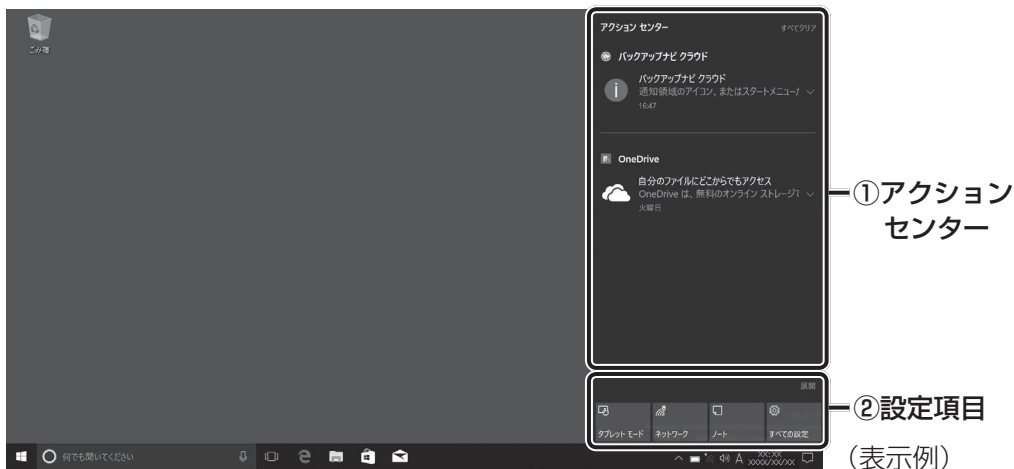 ごみ箱
アクション センター
すべてクリア
バックアップナビ クラウド
バックアップナビ クラウド
通知領域のアイコン、またはスタートメニューﾅ
16:47
OneDrive
自分のファイルにどこからでもアクセス
OneDrive は、無料のオンライン ストレージで
火曜日
①アクション
センター
展開
タブレット モード
ネットワーク
ノート
すべての設定
②設定項目
(表示例)
何でも聞いてください
A
XX:XX
XXXX/XX/XX